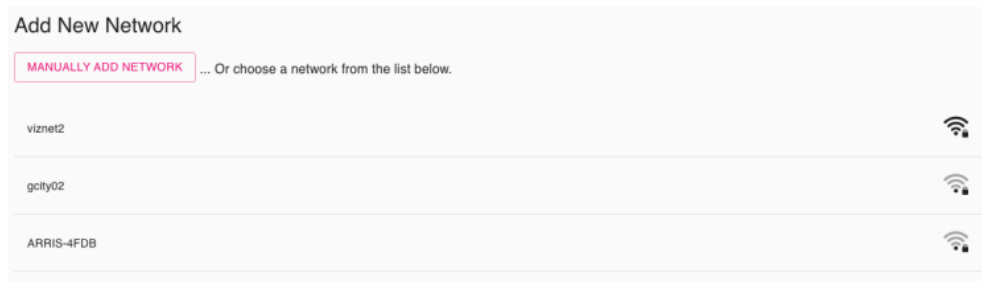 Add New Network
MANUALLY ADD NETWORK ... Or choose a network from the list below.
viznet2
gcity02
ARRIS-4FDB